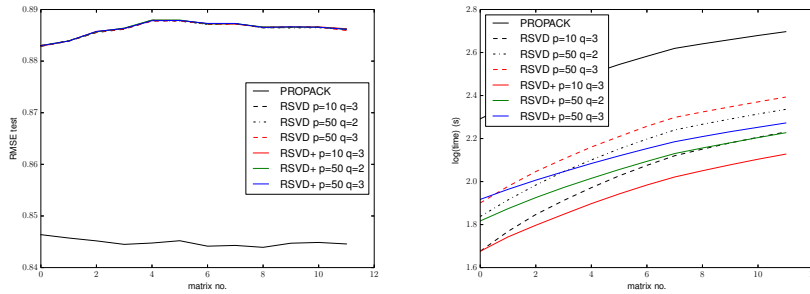 0.89
0.88
0.87
0.86
0.85
0.84
RMSE test
0
2
4
6
8
10
12
matrix no.
PROPACK
RSVD p=10 q=3
RSVD p=50 q=2
RSVD p=50 q=3
RSVD+ p=10 q=3
RSVD+ p=50 q=2
RSVD+ p=50 q=3
2.8
2.6
2.4
2.2
2.0
1.8
1.6
log(time) (s)
0
2
4
6
8
10
matrix no.
PROPACK
RSVD p=10 q=3
RSVD p=50 q=2
RSVD p=50 q=3
RSVD+ p=10 q=3
RSVD+ p=50 q=2
RSVD+ p=50 q=3